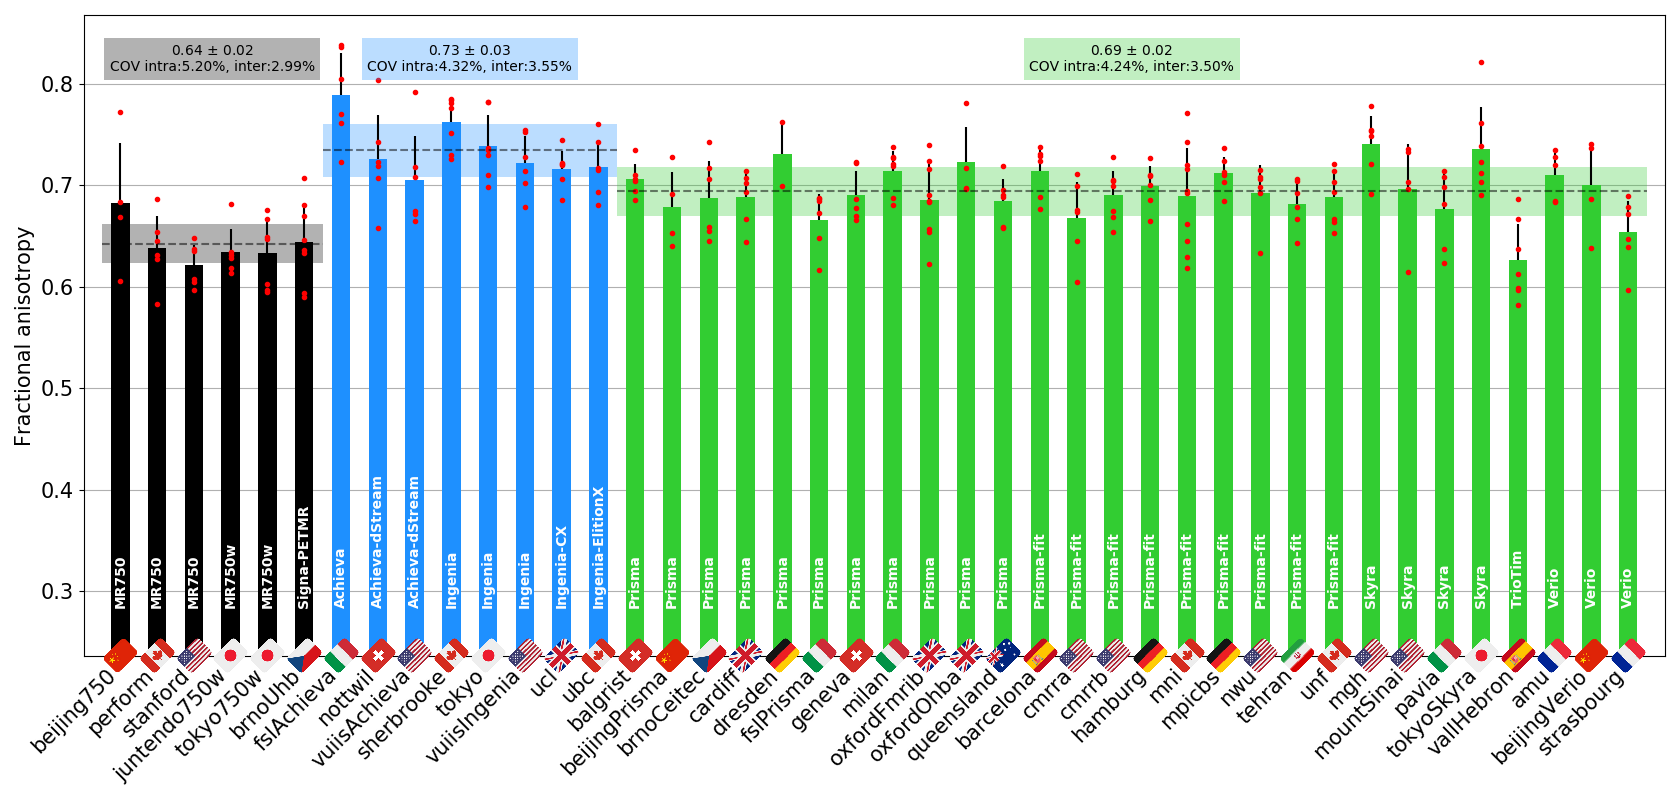 0.64 ± 0.02
COV intra:5.20%, inter:2.99%
0.73 ± 0.03
COV intra:4.32%, inter:3.55%
0.69 ± 0.02
COV intra:4.24%, inter:3.50%
Fractional anisotropy
0.8
0.7
0.6
0.5
0.4
0.3
MR750
MR750
MR750
MR750w
MR750w
Signa-PETMR
Achieva
Achieva-dStream
Achieva-dStream
Ingenia
Ingenia
Ingenia
Ingenia-CX
Ingenia-ElitionX
Prisma
Prisma
Prisma
Prisma
Prisma
Prisma
Prisma
Prisma
Prisma
Prisma
Prisma
Prisma-fit
Prisma-fit
Prisma-fit
Prisma-fit
Prisma-fit
Prisma-fit
Prisma-fit
Prisma-fit
Prisma-fit
Skyra
Skyra
Skyra
Skyra
TrioTim
Verio
Verio
Verio
beijing750
perform
stanford
juntendo750w
tokyo750w
brnoUhb
fslAchieva
nottwil
vuiisAchieva
sherbrooke
tokyo
vuiisIngenia
ucl
ubc
balgrist
beijingPrisma
brnoCeitec
cardiff
dresden
fslPrisma
geneva
milan
oxfordFmrib
oxfordOhba
queensland
barcelona
cmrra
cmrrb
hamburg
mni
mpicbs
nwu
tehran
unf
mgh
mountSinai
pavia
tokyoSkyra
vallHebron
amu
beijingVerio
strasbourg